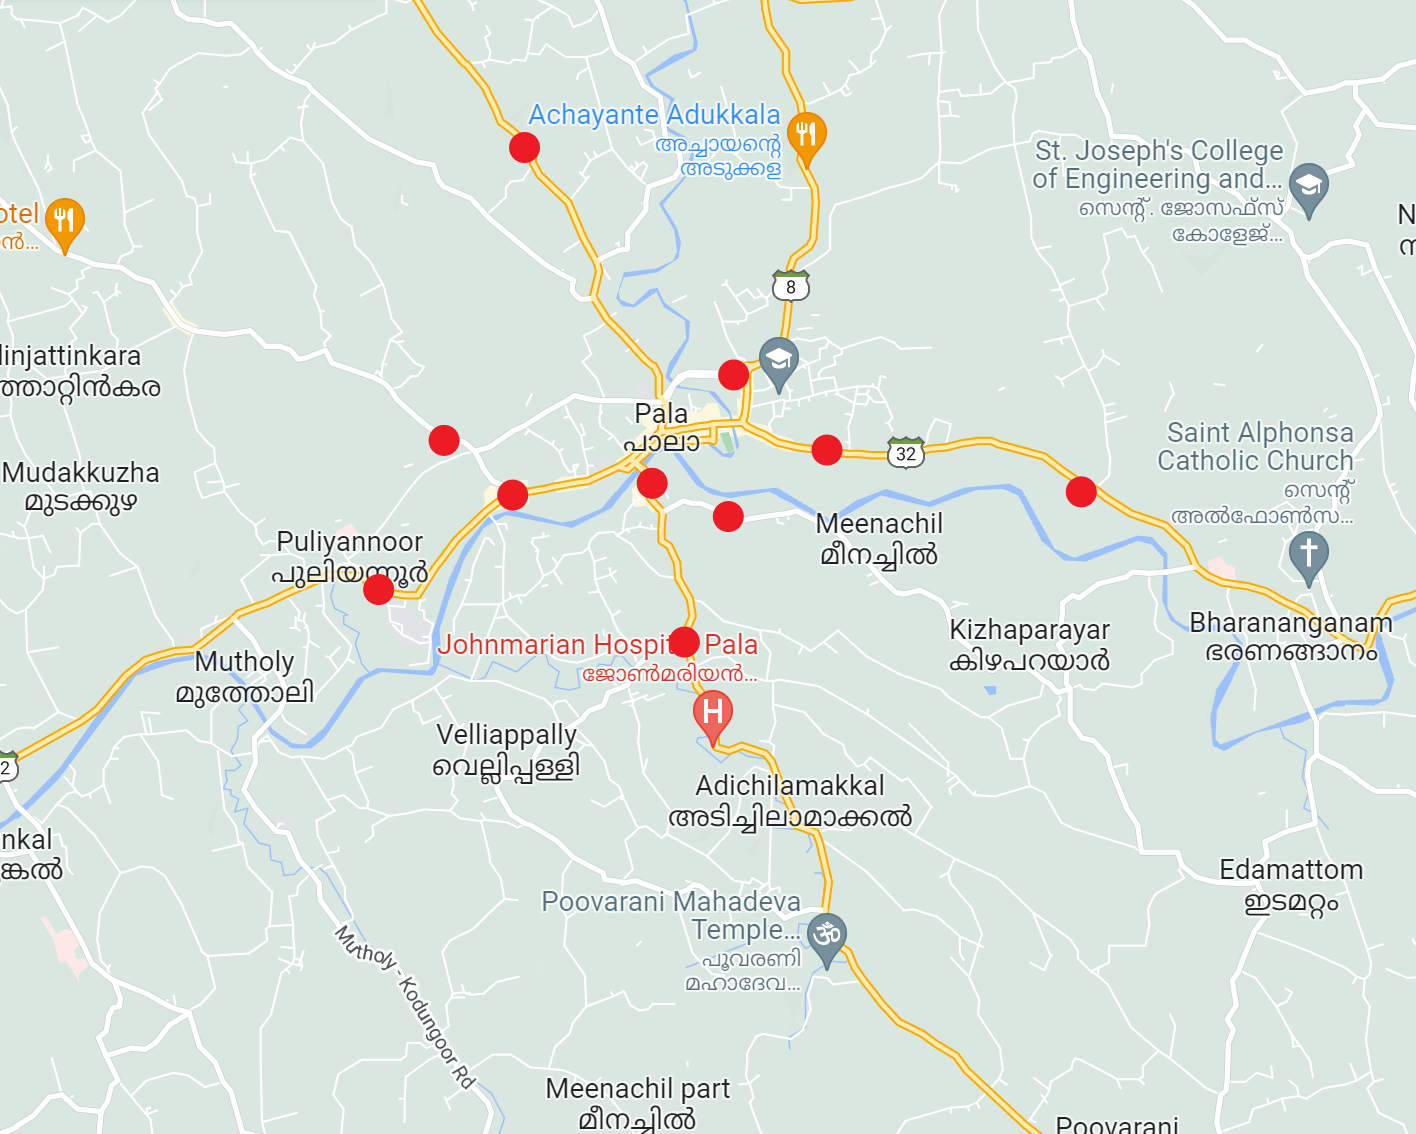 Achayante Adukkala
അച്ചായന്റെ
അടുക്കള
St. Joseph's College
of Engineering and...
സെന്റ്. ജോസഫ്സ്
കോളേജ്...
otel
ൻ...
8
linjattinkara
ത്തോറ്റിൻകര
Pala
പാലാ
32
Saint Alphonsa
Catholic Church
സെന്റ്
അൽഫോൺസ...
Mudakkuzha
മുടക്കുഴ
Puliyannoor
പുലിയന്നൂർ
Meenachil
മീനച്ചിൽ
Kizhaparayar
കിഴപറയാർ
Bharananganam
ഭരണങ്ങാനം
Johnmarian Hospit Pala
ജോൺമരിയൻ...
H
Mutholy
മുത്തോലി
Velliappally
വെല്ലിപ്പള്ളി
2
Adichilamakkal
അടിച്ചിലാമാക്കൽ
nkal
ങ്കൽ
Edamattom
ഇടമറ്റം
Poovarani Mahadeva
Temple...
പൂവരണി
മഹാദേവ...
ॐ
Mutholy - Kodungoor Rd
Meenachil part
മീനച്ചിൽ
Poovarani